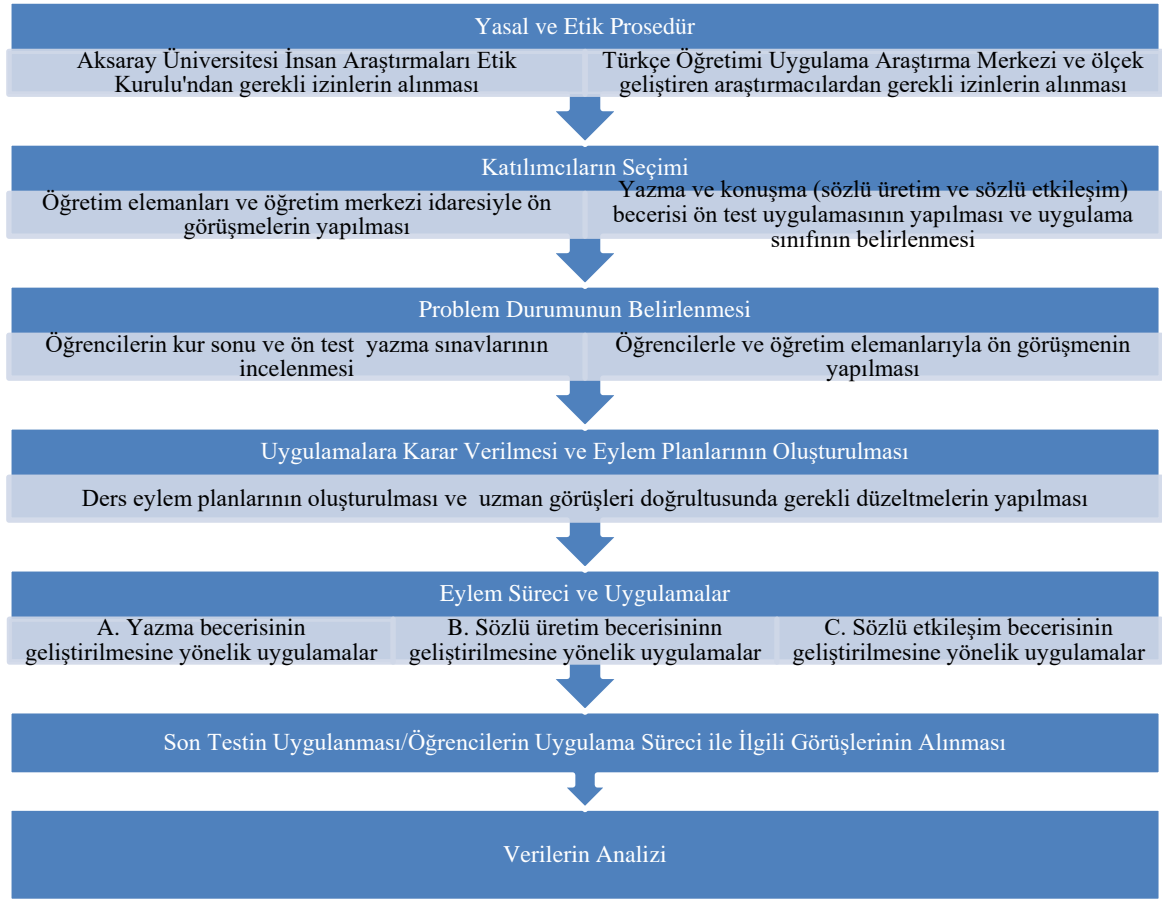 Yasal ve Etik Prosedür
Aksaray Üniversitesi İnsan Araştırmaları Etik
Kurulu'ndan gerekli izinlerin alınması
Türkçe Öğretimi Uygulama Araştırma Merkezi ve ölçek
geliştiren araştırmacılardan gerekli izinlerin alınması
Katılımcıların Seçimi
Öğretim elemanları ve öğretim merkezi idaresiyle ön
görüşmelerin yapılması
Yazma ve konuşma (sözlü üretim ve sözlü etkileşim)
becerisi ön test uygulamasının yapılması ve uygulama
sınıfının belirlenmesi
Problem Durumunun Belirlenmesi
Öğrencilerin kur sonu ve ön test yazma sınavlarının
incelenmesi
Öğrencilerle ve öğretim elemanlarıyla ön görüşmenin
yapılması
Uygulamalara Karar Verilmesi ve Eylem Planlarının Oluşturulması
Ders eylem planlarının oluşturulması ve uzman görüşleri doğrultusunda gerekli düzeltmelerin yapılması
Eylem Süreci ve Uygulamalar
A. Yazma becerisinin
geliştirilmesine yönelik uygulamalar
B. Sözlü üretim becerisininn
geliştirilmesine yönelik uygulamalar
C. Sözlü etkileşim becerisinin
geliştirilmesine yönelik uygulamalar
Son Testin Uygulanması/Öğrencilerin Uygulama Süreci ile İlgili Görüşlerinin Alınması
Verilerin Analizi